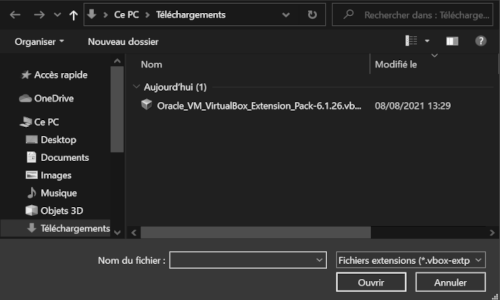 Ce PC > Téléchargements
Rechercher dans : Télécharge...
Organiser
Nouveau dossier
Nom
Modifié le
Accès rapide
Aujourd'hui (1)
OneDrive
Oracle_VM_VirtualBox_Extension_Pack-6.1.26.vb...
08/08/2021 13:29
Ce PC
Desktop
Documents
Images
Musique
Objets 3D
Téléchargements
Nom du fichier :
Fichiers extensions (*.vbox-extp
Ouvrir
Annuler